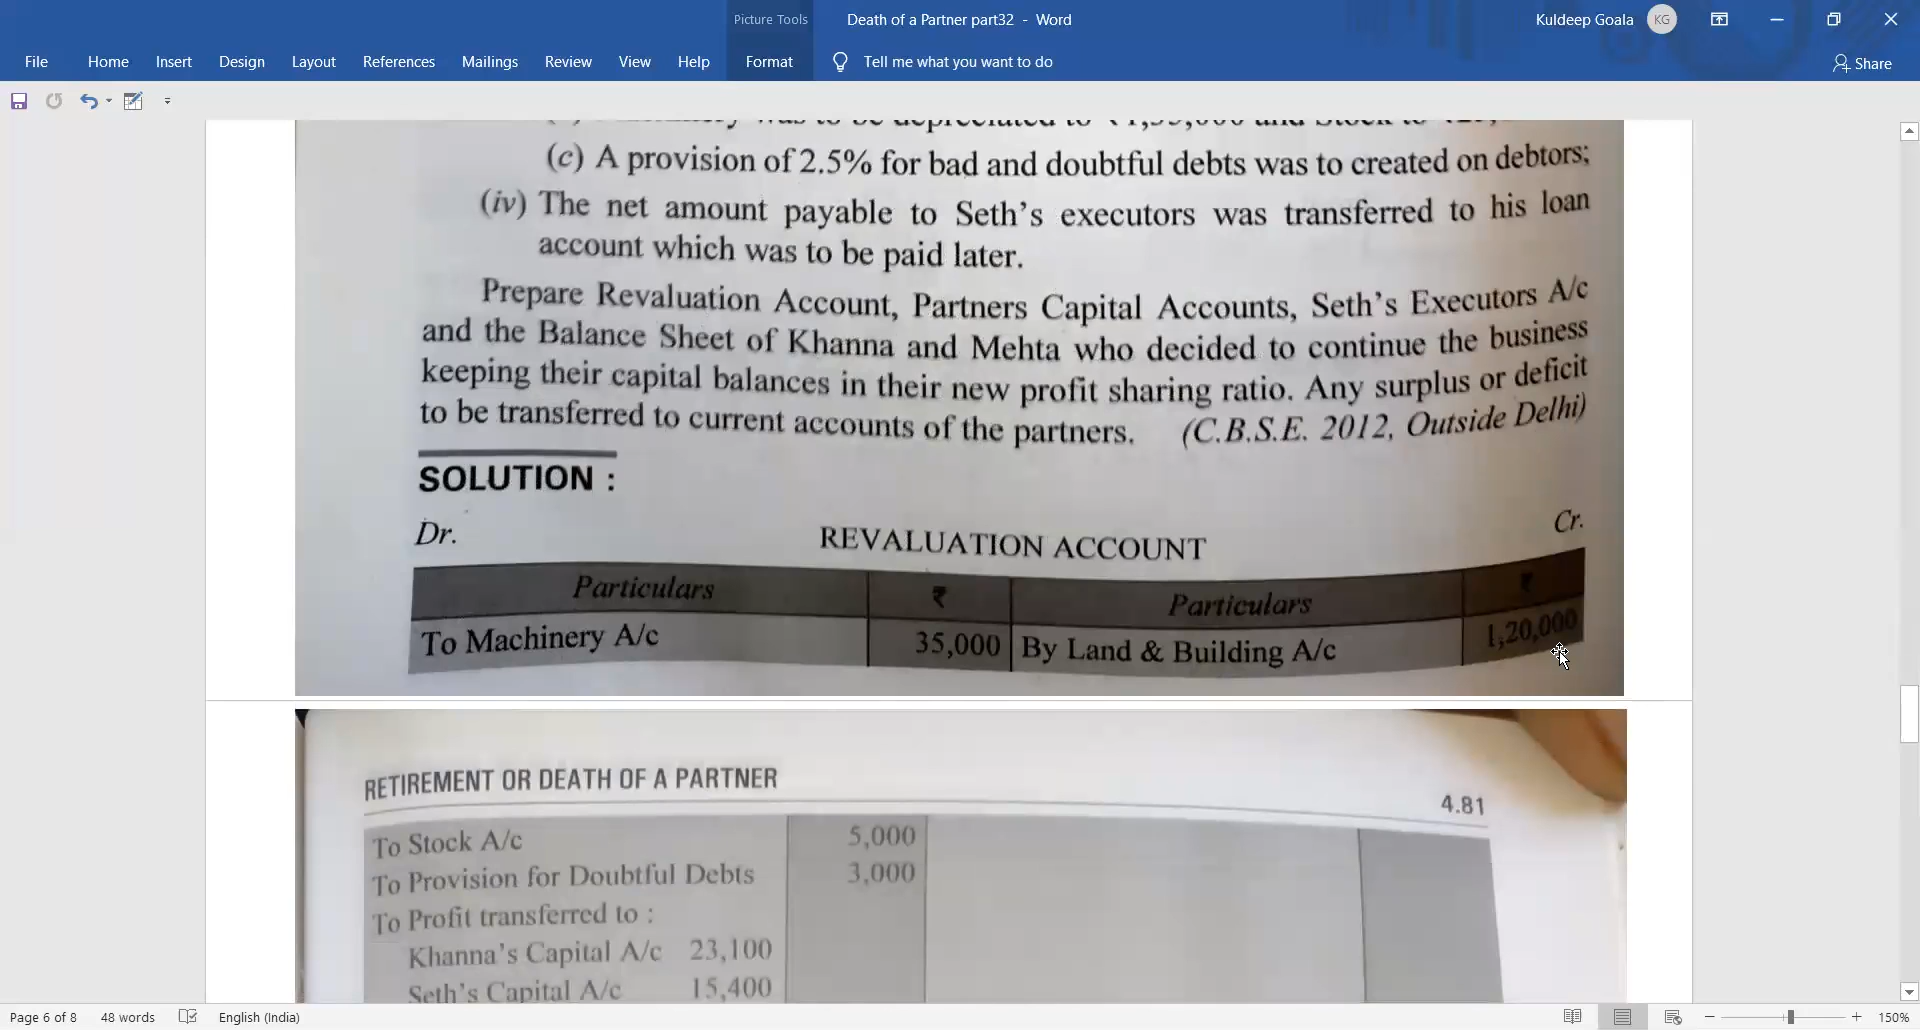 Picture Tools
Death of a Partner part32 - Word
Kuldeep Goala
KG
File Home Insert Design Layout References Mailings Review View Help Format Tell me what you want to do
Share
was to be depreciated to and Stock to
(c) A provision of 2.5% for bad and doubtful debts was to created on debtors;
(iv) The net amount payable to Seth's executors was transferred to his loan
account which was to be paid later.
Prepare Revaluation Account, Partners Capital Accounts, Seth's Executors A/c
and the Balance Sheet of Khanna and Mehta who decided to continue the business
keeping their capital balances in their new profit sharing ratio. Any surplus or deficit
to be transferred to current accounts of the partners. (C.B.S.E. 2012, Outside Delhi)
SOLUTION :
Dr. REVALUATION ACCOUNT Cr.
Particulars ₹ Particulars ₹
To Machinery A/c 35,000 By Land & Building A/c 1,20,000
RETIREMENT OR DEATH OF A PARTNER 4.81
To Stock A/c 5,000
To Provision for Doubtful Debts 3,000
To Profit transferred to :
Khanna's Capital A/c 23,100
Seth's Capital A/c 15,400
Page 6 of 8 48 words English (India) 150%